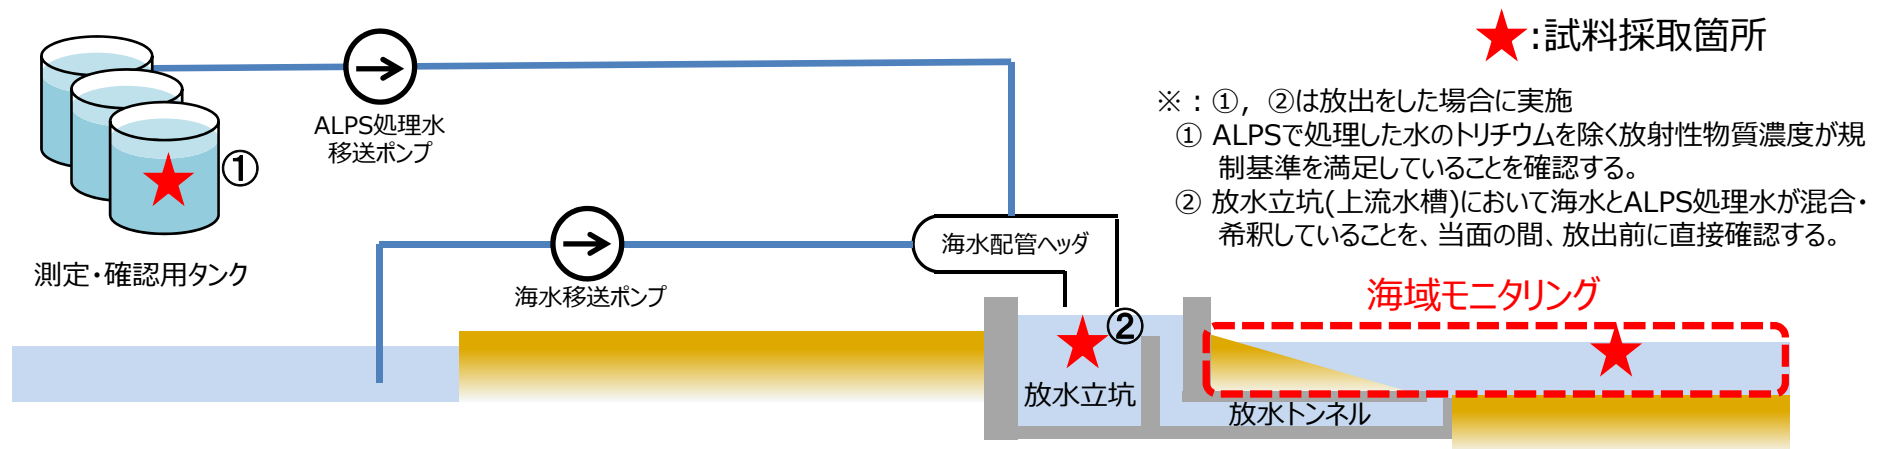 ★:試料採取箇所
※：①，②は放出をした場合に実施
① ALPSで処理した水のトリチウムを除く放射性物質濃度が規
制基準を満足していることを確認する。
② 放水立坑(上流水槽)において海水とALPS処理水が混合・
希釈していることを、当面の間、放出前に直接確認する。
ALPS処理水
移送ポンプ
①
測定・確認用タンク
海水移送ポンプ
海水配管ヘッダ
海域モニタリング
②
放水立坑
放水トンネル